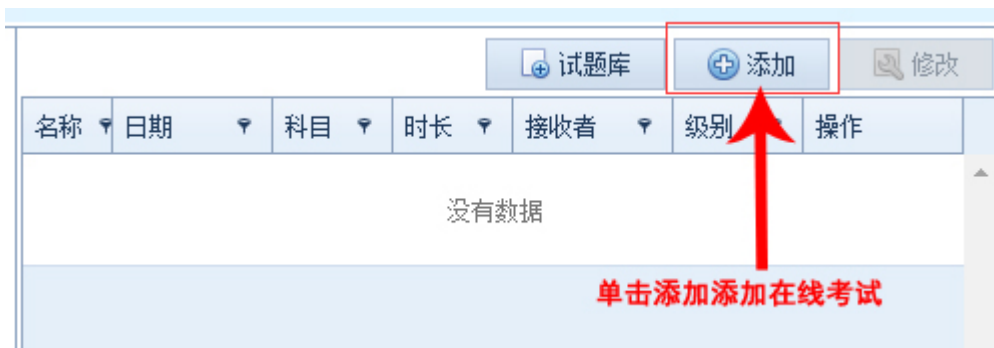 试题库 添加 修改
名称 日期 科目 时长 接收者 级别 操作
没有数据
单击添加添加在线考试